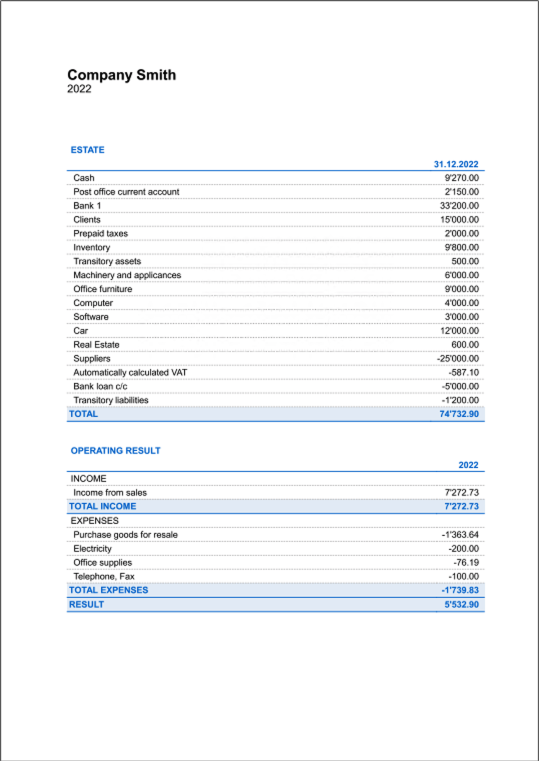 Company Smith
2022
ESTATE
31.12.2022
Cash 9'270.00
Post office current account 2'150.00
Bank 1 33'200.00
Clients 15'000.00
Prepaid taxes 2'000.00
Inventory 9'800.00
Transitory assets 500.00
Machinery and applicances 6'000.00
Office furniture 9'000.00
Computer 4'000.00
Software 3'000.00
Car 12'000.00
Real Estate 600.00
Suppliers -25'000.00
Automatically calculated VAT -587.10
Bank loan c/c -5'000.00
Transitory liabilities -1'200.00
TOTAL 74'732.90
OPERATING RESULT
2022
INCOME
Income from sales 7'272.73
TOTAL INCOME 7'272.73
EXPENSES
Purchase goods for resale -1'363.64
Electricity -200.00
Office supplies -76.19
Telephone, Fax -100.00
TOTAL EXPENSES -1'739.83
RESULT 5'532.90